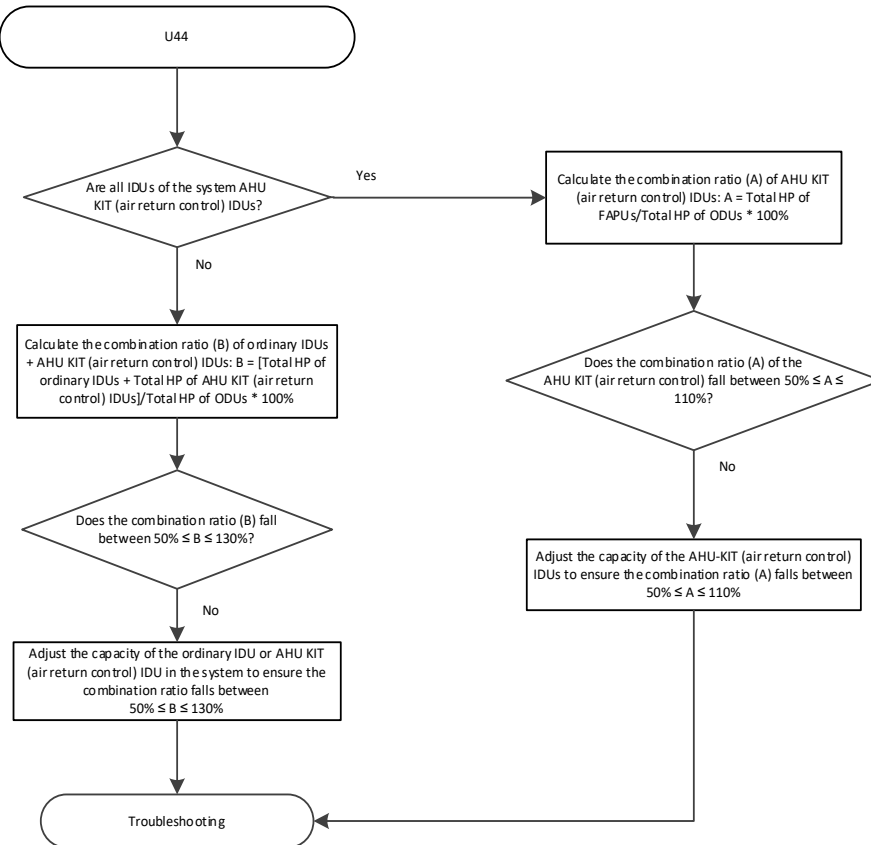 U44
Are all IDUs of the system AHU
KIT (air return control) IDUs?
Yes
Calculate the combination ratio (A) of AHU KIT
(air return control) IDUs: A = Total HP of
FAPUs/Total HP of ODUs * 100%
No
Calculate the combination ratio (B) of ordinary IDUs
+ AHU KIT (air return control) IDUs: B = [Total HP of
ordinary IDUs + Total HP of AHU KIT (air return
control) IDUs]/Total HP of ODUs * 100%
Does the combination ratio (A) of the
AHU KIT (air return control) fall between 50% ≤ A ≤
110%?
No
Does the combination ratio (B) fall
between 50% ≤ B ≤ 130%?
Adjust the capacity of the AHU-KIT (air return control)
IDUs to ensure the combination ratio (A) falls between
50% ≤ A ≤ 110%
No
Adjust the capacity of the ordinary IDU or AHU KIT
(air return control) IDU in the system to ensure the
combination ratio falls between
50% ≤ B ≤ 130%
Troubleshooting